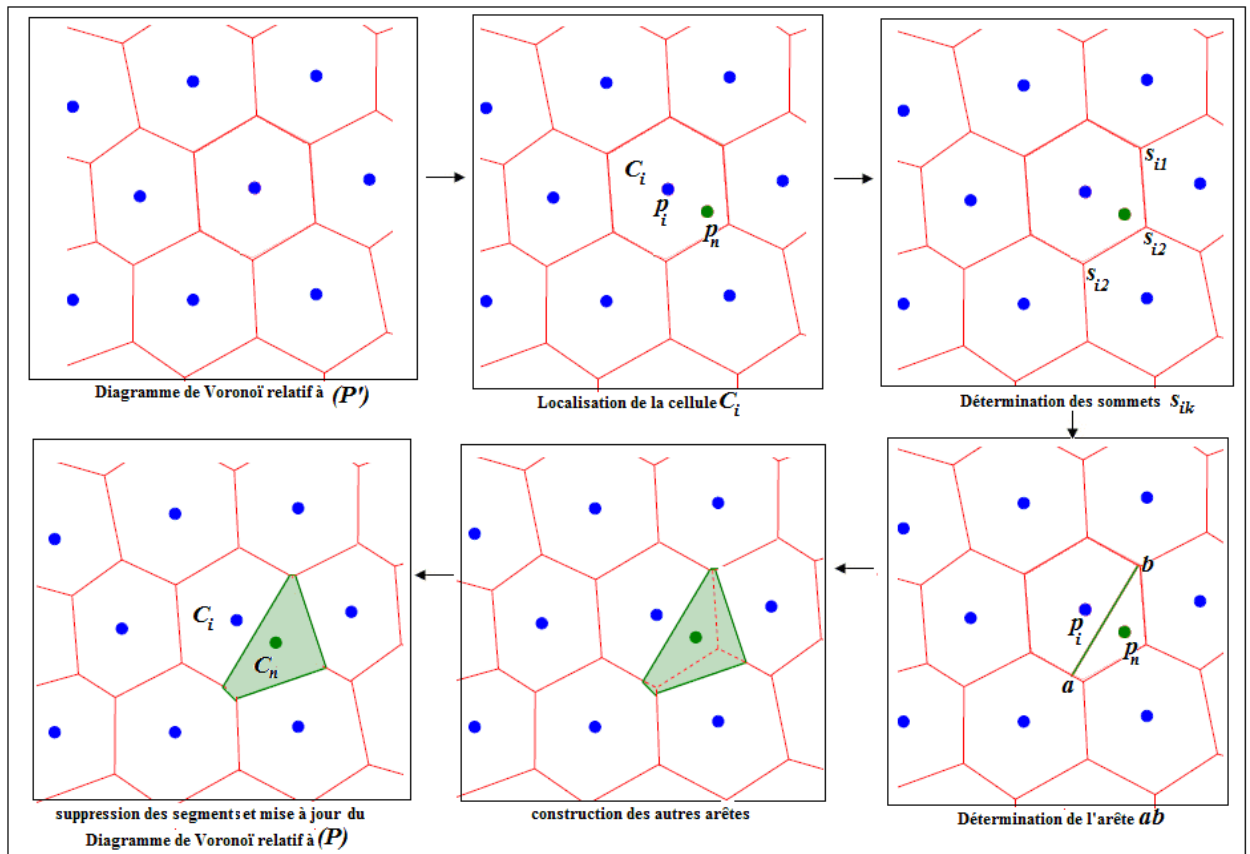 C_i
p_i
p_n
s_i1
s_i2
s_i2
Diagramme de Voronoï relatif à (P')
Localisation de la cellule C_i
Détermination des sommets s_ik
C_i
C_n
b
p_i
p_n
a
suppression des segments et mise à jour du
Diagramme de Voronoï relatif à (P)
construction des autres arêtes
Détermination de l'arête ab